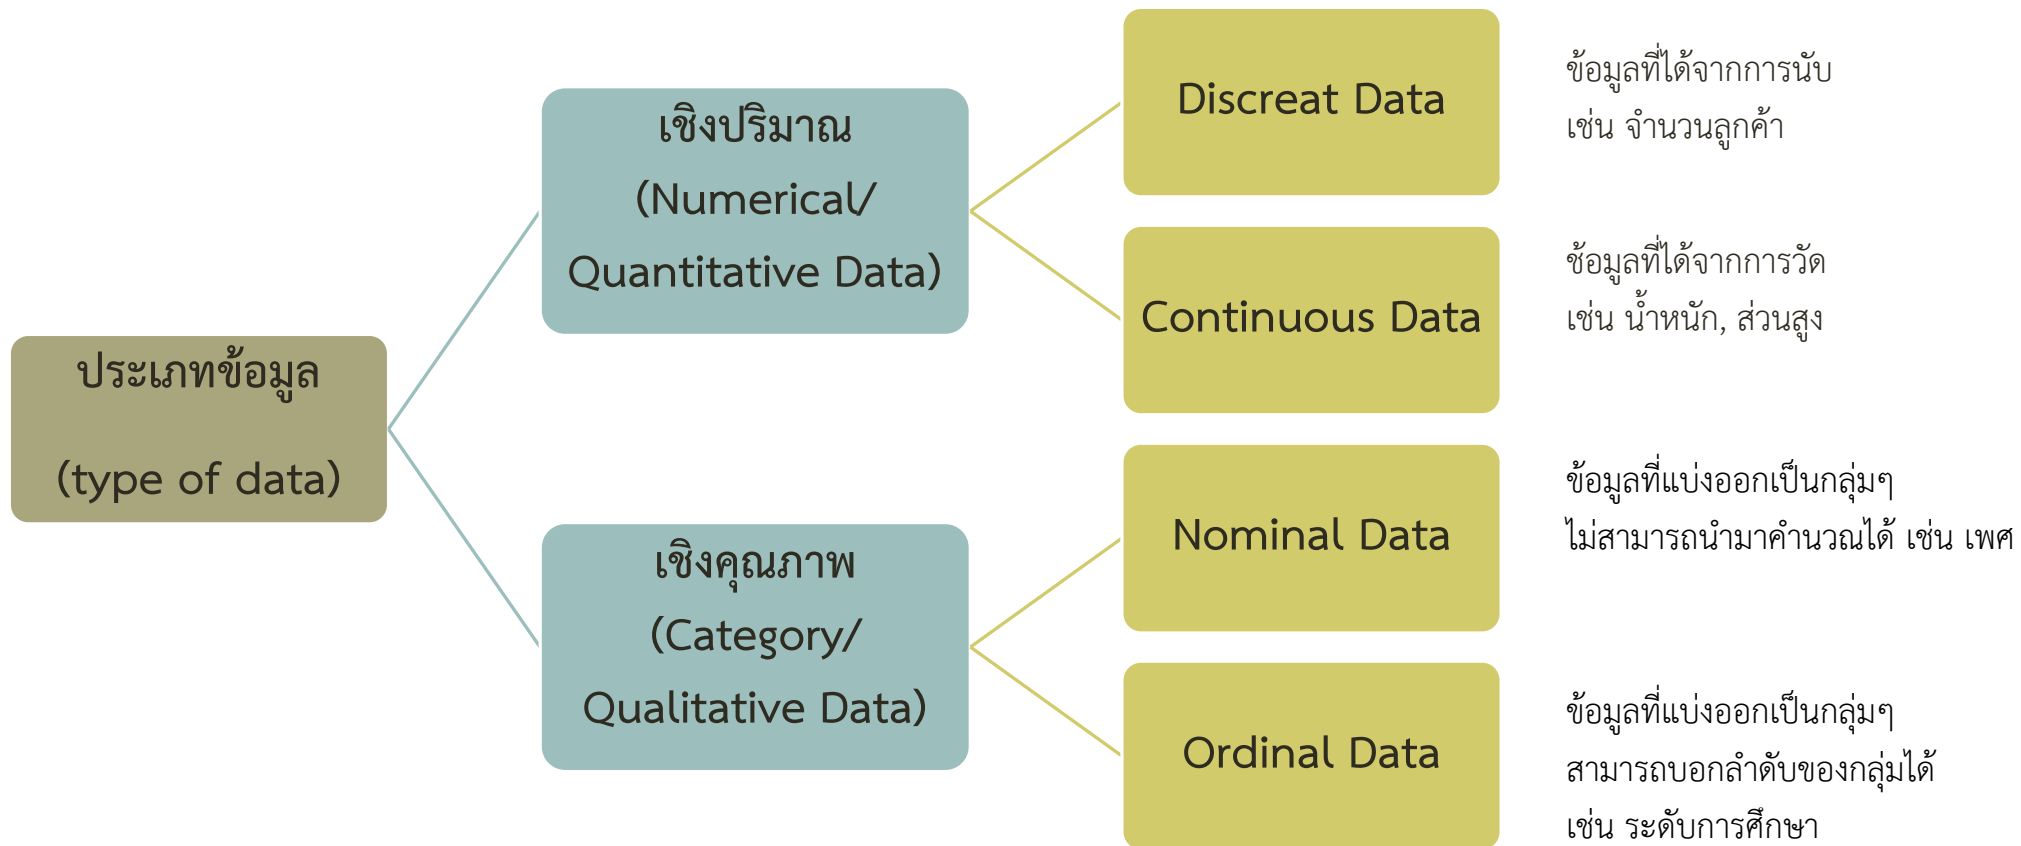 ประเภทข้อมูล
(type of data)
เชิงปริมาณ
(Numerical/
Quantitative Data)
เชิงคุณภาพ
(Category/
Qualitative Data)
Discreat Data
ข้อมูลที่ได้จากการนับ
เช่น จำนวนลูกค้า
Continuous Data
ช้อมูลที่ได้จากการวัด
เช่น น้ำหนัก, ส่วนสูง
Nominal Data
ข้อมูลที่แบ่งออกเป็นกลุ่มๆ
ไม่สามารถนำมาคำนวณได้ เช่น เพศ
Ordinal Data
ข้อมูลที่แบ่งออกเป็นกลุ่มๆ
สามารถบอกลำดับของกลุ่มได้
เช่น ระดับการศึกษา